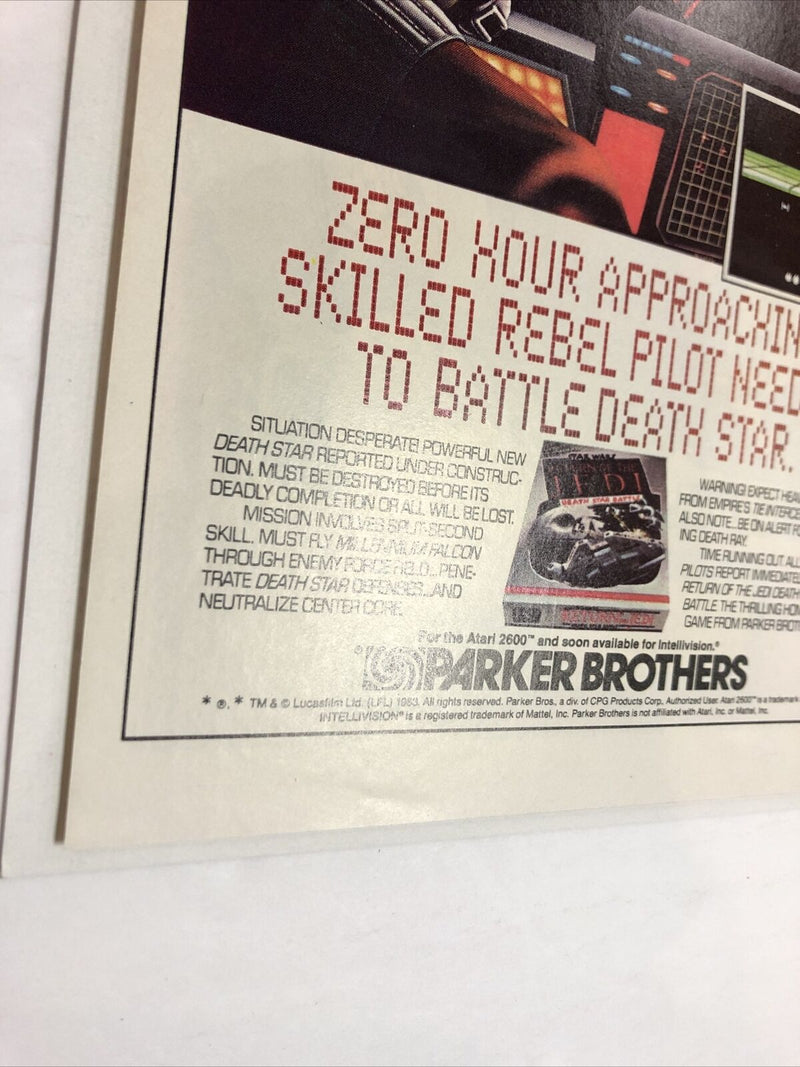 ZERO HOUR APPROACHIN
SKILLED REBEL PILOT NEED
TO BATTLE DEATH STAR.
SITUATION DESPERATE! POWERFUL NEW
DEATH STAR REPORTED UNDER CONSTRUC-
TION. MUST BE DESTROYED BEFORE ITS
DEADLY COMPLETION OR ALL WILL BE LOST.
MISSION INVOLVES SPLIT-SECOND
SKILL. MUST FLY MILLENNIUM FALCON
THROUGH ENEMY FORCE FIELD...PENE-
TRATE DEATH STAR DEFENSES...AND
NEUTRALIZE CENTER CORE.
STAR WARS
RETURN OF THE
JEDI
DEATH STAR BATTLE
WARNING! EXPECT HEA
FROM EMPIRE'S TIE INTERCE
ALSO NOTE...BE ON ALERT F
ING DEATH RAY.
TIME RUNNING OUT. ALL
PILOTS REPORT IMMEDIATE
RETURN OF THE JEDI DEATH
BATTLE. THE THRILLING HOM
GAME FROM PARKER BROT
For the Atari 2600™ and soon available for Intellivision.®
PARKER BROTHERS
* ®, * TM & © Lucasfilm Ltd. (LFL) 1983. All rights reserved. Parker Bros., a div. of CPG Products Corp., Authorized User. Atari 2600™ is a trademark
INTELLIVISION® is a registered trademark of Mattel, Inc. Parker Brothers is not affiliated with Atari, Inc. or Mattel, Inc.